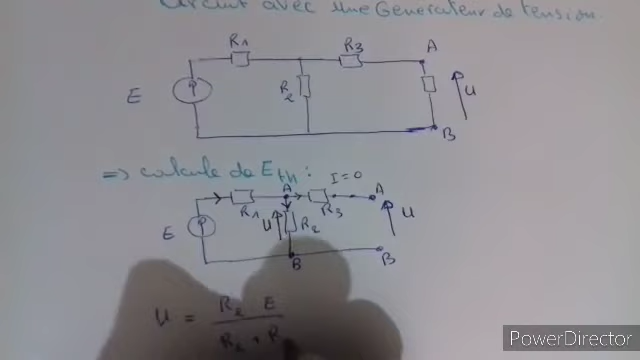 Circuit avec une Generateur de tension.
R1 R3 A
E R2 U
B
=> calcule de Eth :
I=0
A A
R1 R3
E U R2 U
B B
U = R2 E
R2 + R
PowerDirector